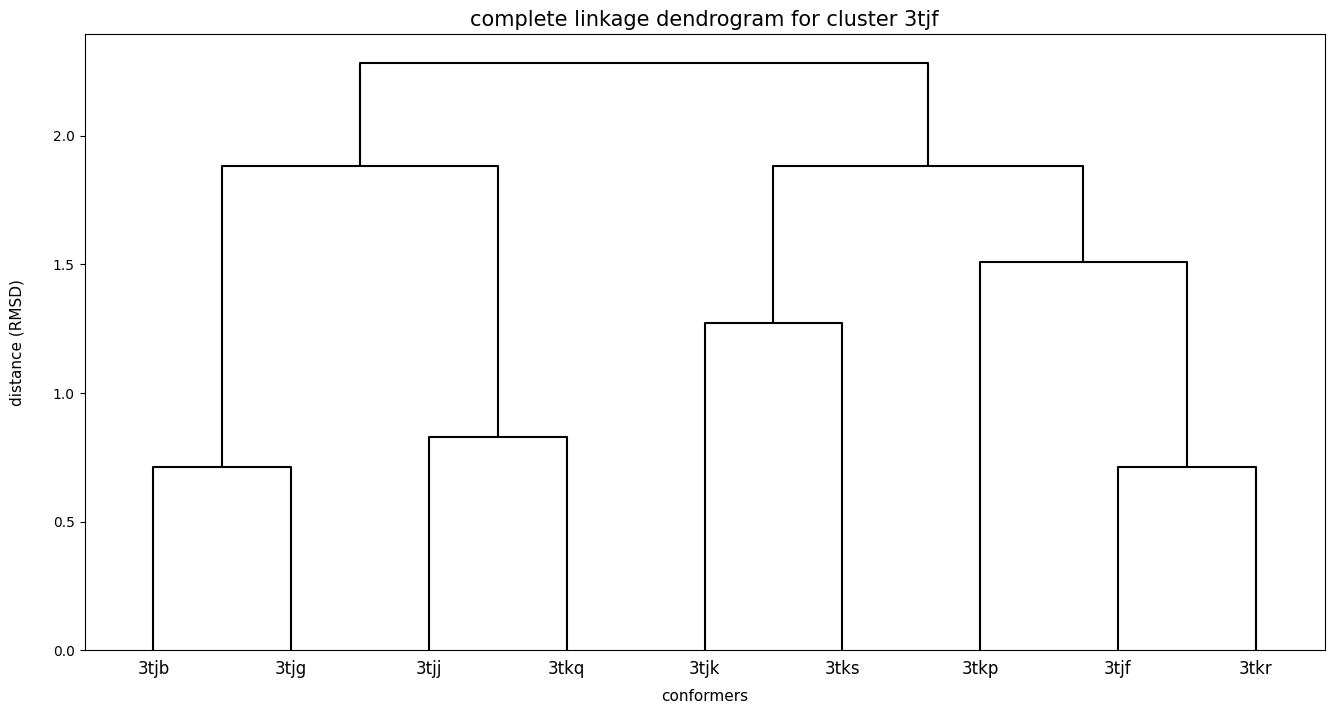 complete linkage dendrogram for cluster 3tjf
distance (RMSD)
2.0
1.5
1.0
0.5
0.0
3tjb 3tjg 3tjj 3tkq 3tjk 3tks 3tkp 3tjf 3tkr
conformers